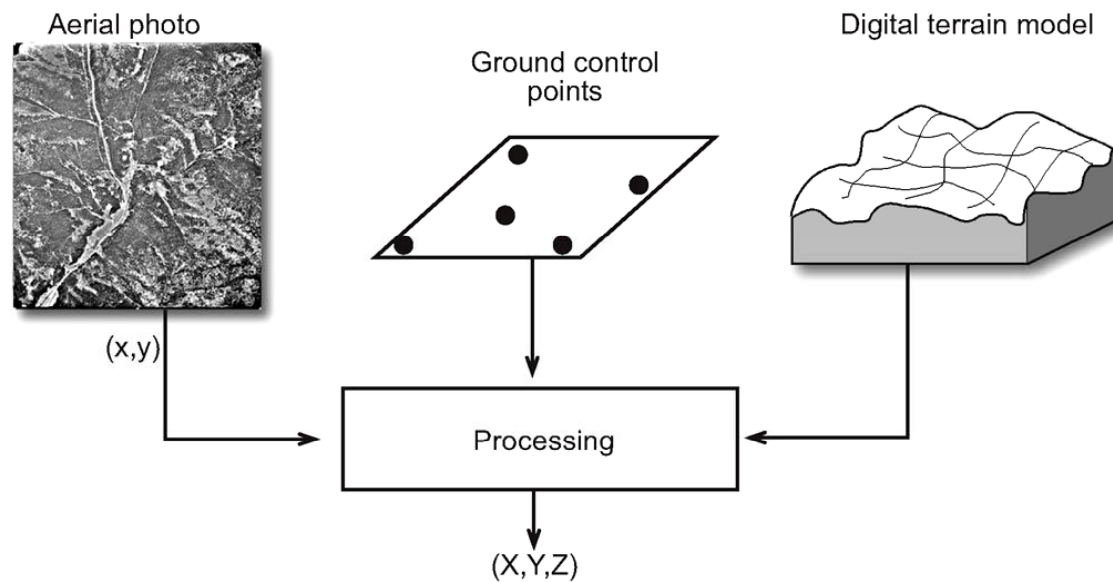 Aerial photo
Ground control
points
Digital terrain model
(x,y)
Processing
(X,Y,Z)